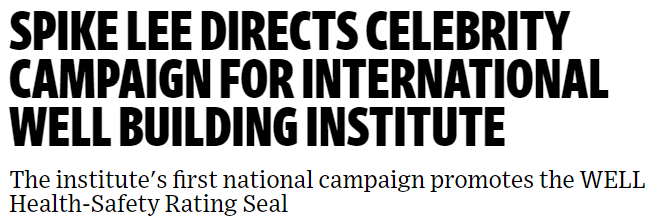 SPIKE LEE DIRECTS CELEBRITY
CAMPAIGN FOR INTERNATIONAL
WELL BUILDING INSTITUTE
The institute's first national campaign promotes the WELL
Health-Safety Rating Seal